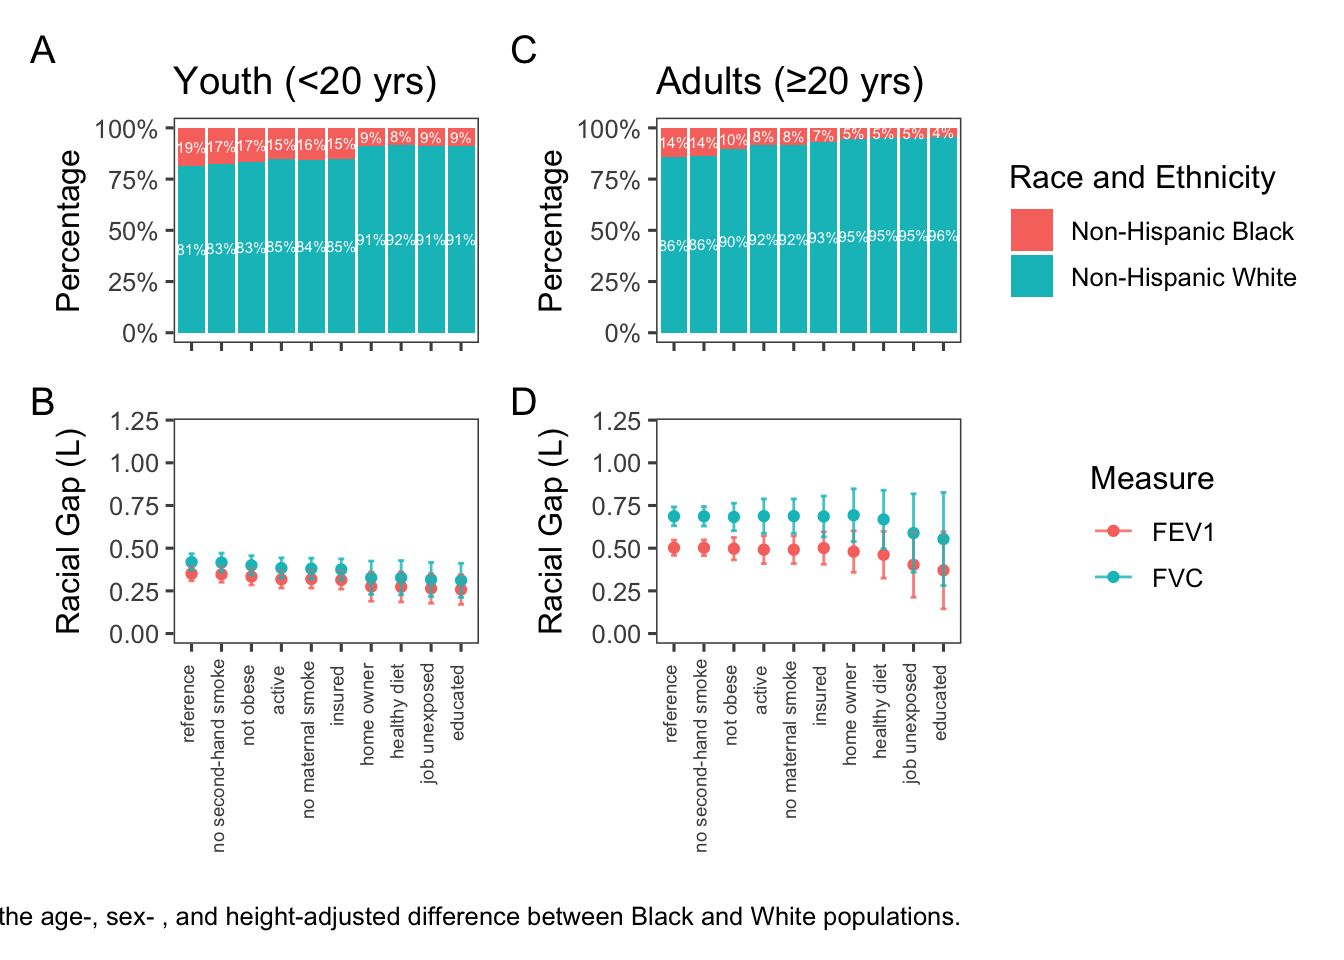 A
Youth (<20 yrs)
Percentage
100%
75%
50%
25%
0%
19% 17% 17% 15% 16% 15% 9% 8% 9% 9%
81% 83% 83% 85% 84% 85% 91% 92% 91% 91%
C
Adults (≥20 yrs)
Percentage
100%
75%
50%
25%
0%
14% 14% 10% 8% 8% 7% 5% 5% 5% 4%
86% 86% 90% 92% 92% 93% 95% 95% 95% 96%
Race and Ethnicity
Non-Hispanic Black
Non-Hispanic White
B
Racial Gap (L)
1.25
1.00
0.75
0.50
0.25
0.00
reference
no second-hand smoke
not obese
active
no maternal smoke
insured
home owner
healthy diet
job unexposed
educated
D
Racial Gap (L)
1.25
1.00
0.75
0.50
0.25
0.00
reference
no second-hand smoke
not obese
active
no maternal smoke
insured
home owner
healthy diet
job unexposed
educated
Measure
FEV1
FVC
the age-, sex- , and height-adjusted difference between Black and White populations.